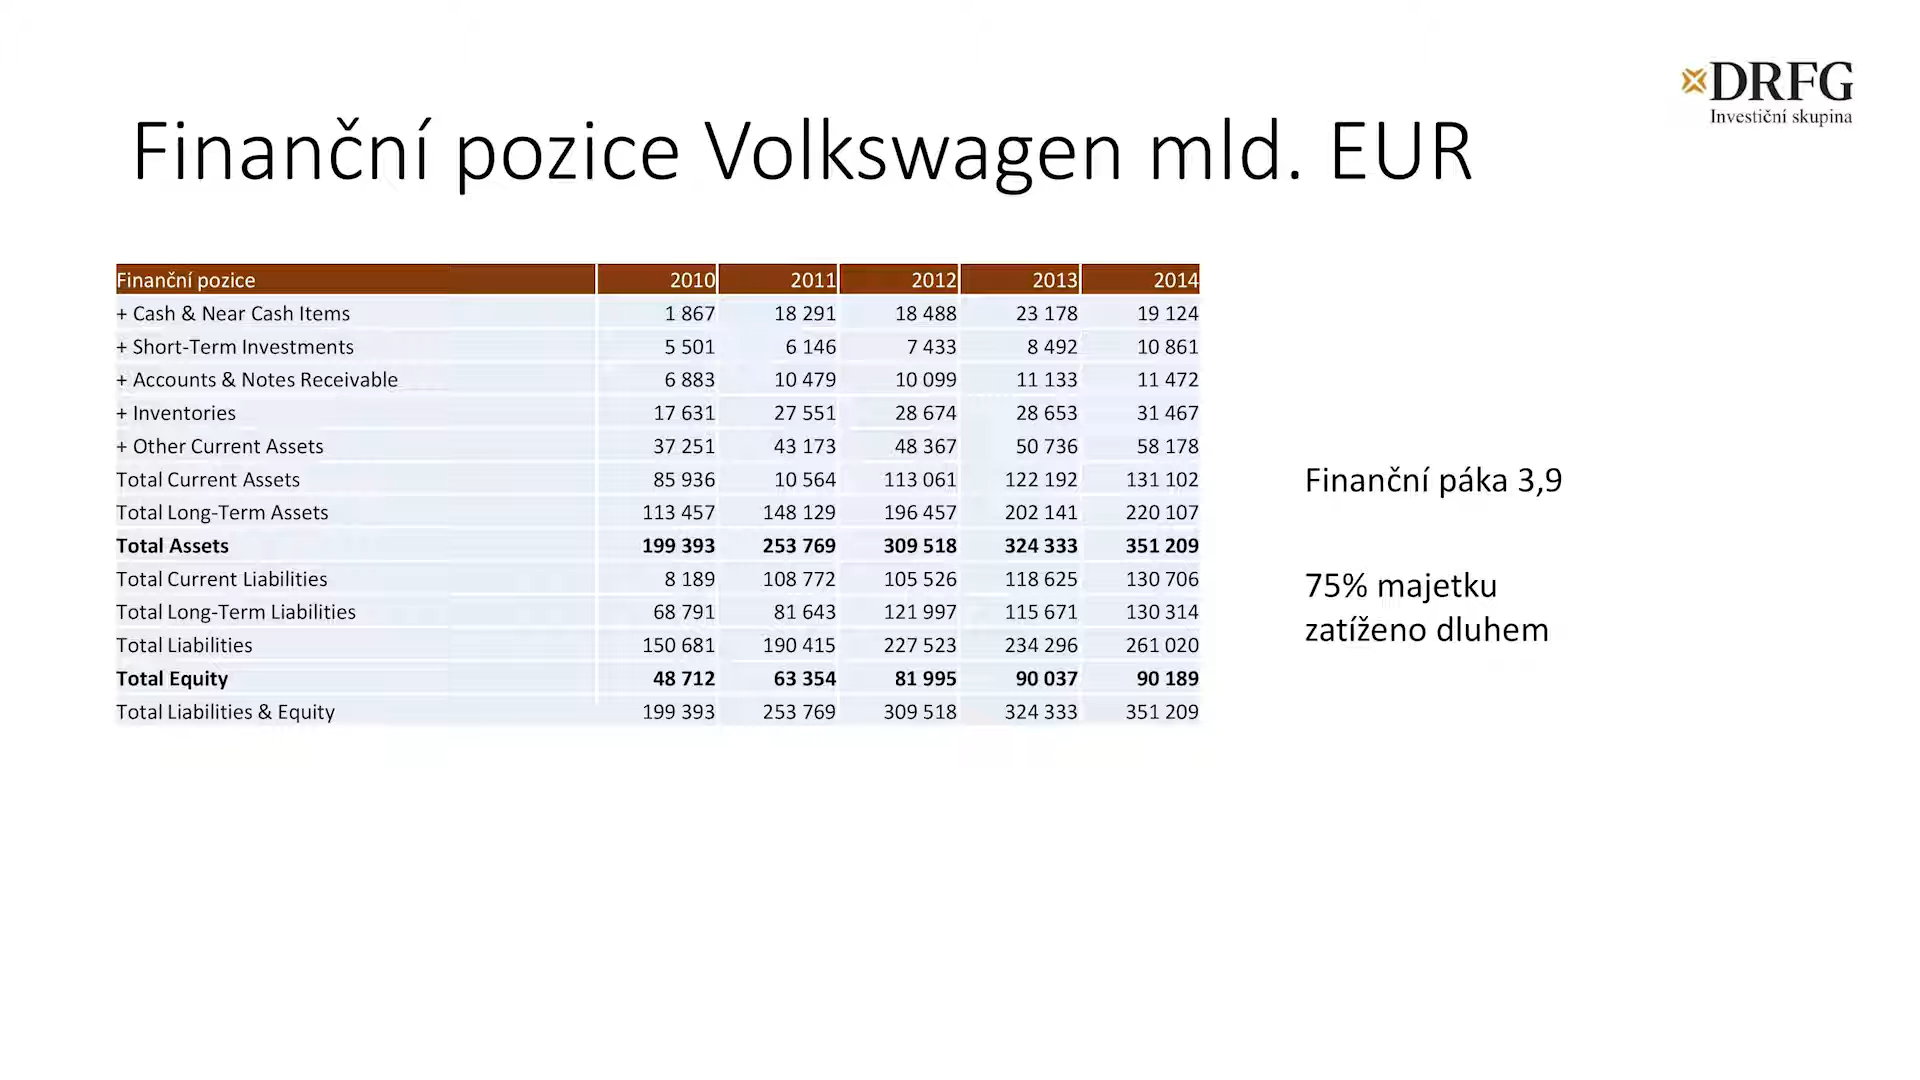 DRFG
Investiční skupina
Finanční pozice Volkswagen mld. EUR
Finanční pozice 2010 2011 2012 2013 2014
+ Cash & Near Cash Items 1 867 18 291 18 488 23 178 19 124
+ Short-Term Investments 5 501 6 146 7 433 8 492 10 861
+ Accounts & Notes Receivable 6 883 10 479 10 099 11 133 11 472
+ Inventories 17 631 27 551 28 674 28 653 31 467
+ Other Current Assets 37 251 43 173 48 367 50 736 58 178
Total Current Assets 85 936 10 564 113 061 122 192 131 102
Total Long-Term Assets 113 457 148 129 196 457 202 141 220 107
Total Assets 199 393 253 769 309 518 324 333 351 209
Total Current Liabilities 8 189 108 772 105 526 118 625 130 706
Total Long-Term Liabilities 68 791 81 643 121 997 115 671 130 314
Total Liabilities 150 681 190 415 227 523 234 296 261 020
Total Equity 48 712 63 354 81 995 90 037 90 189
Total Liabilities & Equity 199 393 253 769 309 518 324 333 351 209
Finanční páka 3,9
75% majetku
zatíženo dluhem